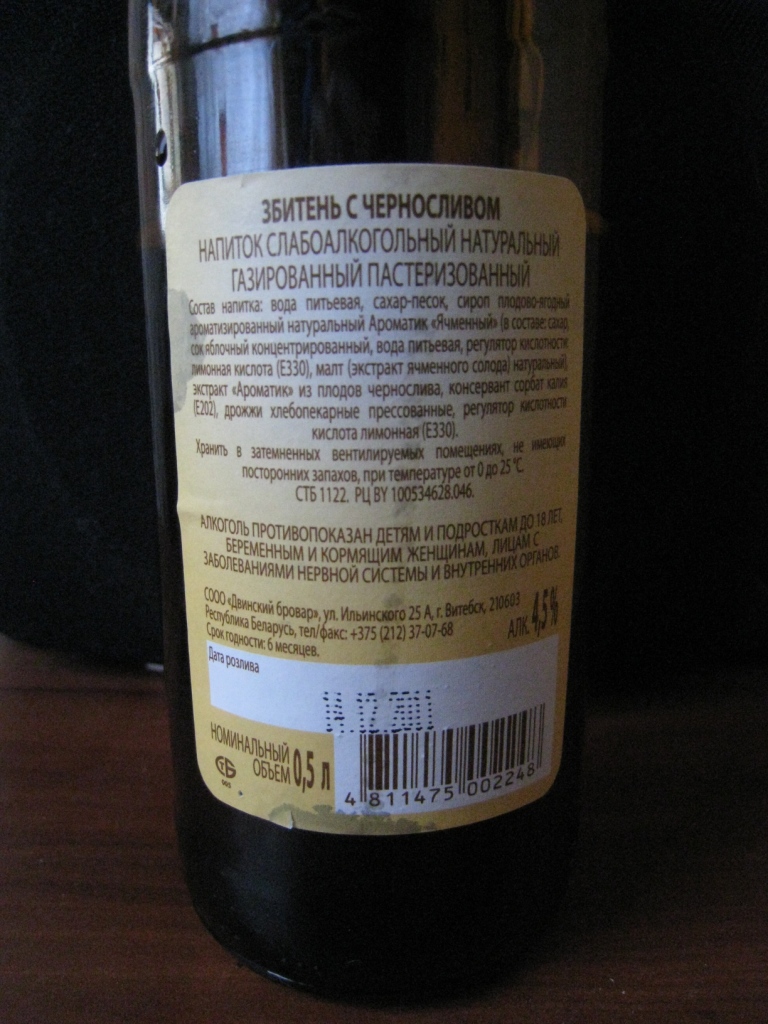 ЗБИТЕНЬ С ЧЕРНОСЛИВОМ
НАПИТОК СЛАБОАЛКОГОЛЬНЫЙ НАТУРАЛЬНЫЙ
ГАЗИРОВАННЫЙ ПАСТЕРИЗОВАННЫЙ
Состав напитка: вода питьевая, сахар-песок, сироп плодово-ягодный
ароматизированный натуральный Ароматик «Ячменный» (в составе: сахар,
сок яблочный концентрированный, вода питьевая, регулятор кислотности
лимонная кислота (Е330), малт (экстракт ячменного солода) натуральный),
экстракт «Ароматик» из плодов чернослива, консервант сорбат калия
(Е202), дрожжи хлебопекарные прессованные, регулятор кислотности
кислота лимонная (Е330).
Хранить в затемненных вентилируемых помещениях, не имеющих
посторонних запахов, при температуре от 0 до 25 °С.
СТБ 1122. РЦ BY 100534628.046.
АЛКОГОЛЬ ПРОТИВОПОКАЗАН ДЕТЯМ И ПОДРОСТКАМ ДО 18 ЛЕТ,
БЕРЕМЕННЫМ И КОРМЯЩИМ ЖЕНЩИНАМ, ЛИЦАМ С
ЗАБОЛЕВАНИЯМИ НЕРВНОЙ СИСТЕМЫ И ВНУТРЕННИХ ОРГАНОВ.
СООО «Двинский бровар», ул. Ильинского 25 А, г. Витебск, 210603
Республика Беларусь, тел/факс: +375 (212) 37-07-68
Срок годности: 6 месяцев.
АЛК. 4,5 %
Дата розлива
14.12.2011
НОМИНАЛЬНЫЙ
ОБЪЕМ 0,5 л
СТБ
005
4 811475 002248